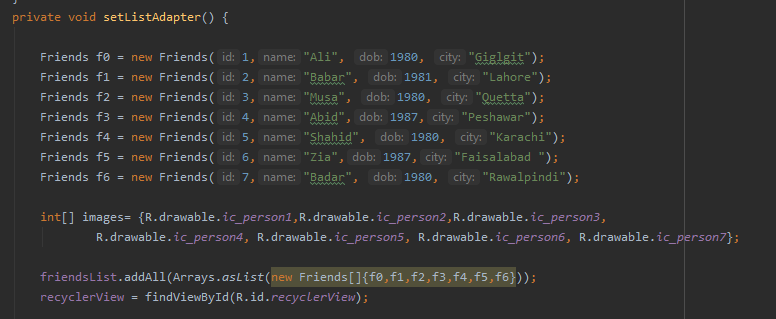 }
private void setListAdapter() {
Friends f0 = new Friends( id: 1, name: "Ali", dob: 1980, city: "Giglgit");
Friends f1 = new Friends( id: 2, name: "Babar", dob: 1981, city: "Lahore");
Friends f2 = new Friends( id: 3, name: "Musa", dob: 1980, city: "Quetta");
Friends f3 = new Friends( id: 4, name: "Abid", dob: 1987, city: "Peshawar");
Friends f4 = new Friends( id: 5, name: "Shahid", dob: 1980, city: "Karachi");
Friends f5 = new Friends( id: 6, name: "Zia", dob: 1987, city: "Faisalabad ");
Friends f6 = new Friends( id: 7, name: "Badar", dob: 1980, city: "Rawalpindi");
int[] images= {R.drawable.ic_person1,R.drawable.ic_person2,R.drawable.ic_person3,
R.drawable.ic_person4, R.drawable.ic_person5, R.drawable.ic_person6, R.drawable.ic_person7};
friendsList.addAll(Arrays.asList(new Friends[]{f0,f1,f2,f3,f4,f5,f6}));
recyclerView = findViewById(R.id.recyclerView);